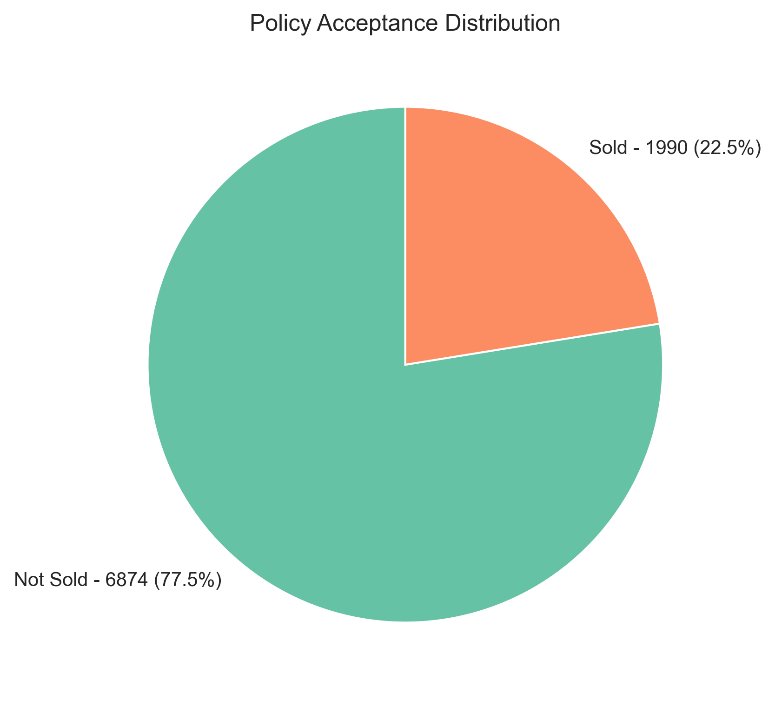 Policy Acceptance Distribution
Sold - 1990 (22.5%)
Not Sold - 6874 (77.5%)